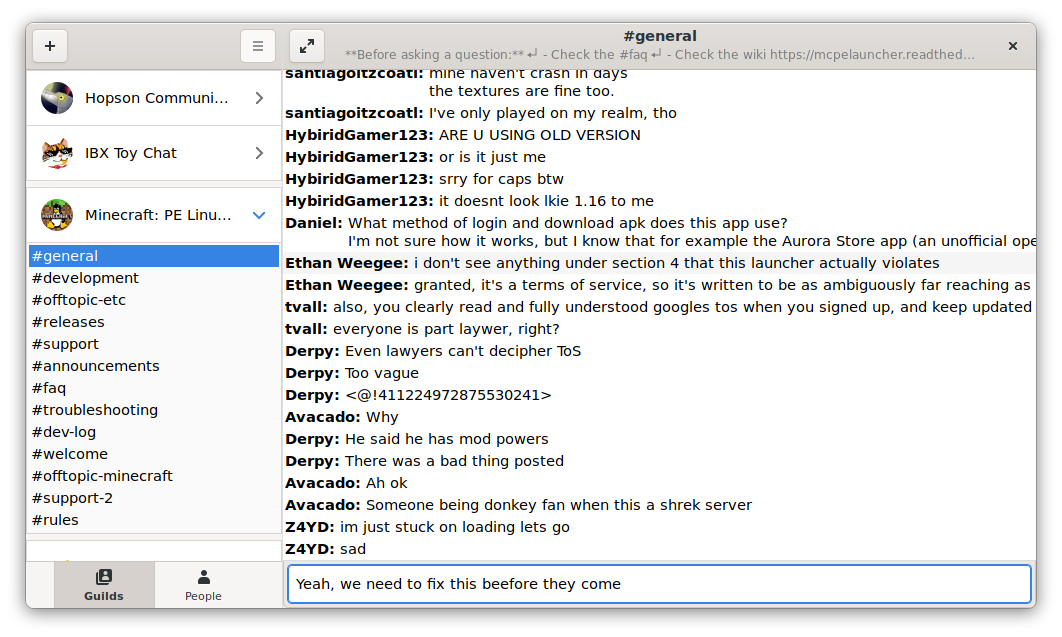 #general
**Before asking a question:** ↵ - Check the #faq ↵ - Check the wiki https://mcpelauncher.readthed...
Hopson Communi...
IBX Toy Chat
Minecraft: PE Linu...
#general
#development
#offtopic-etc
#releases
#support
#announcements
#faq
#troubleshooting
#dev-log
#welcome
#offtopic-minecraft
#support-2
#rules
Guilds
People
santiagoitzcoatl: mine haven't crash in days
the textures are fine too.
santiagoitzcoatl: I've only played on my realm, tho
HybiridGamer123: ARE U USING OLD VERSION
HybiridGamer123: or is it just me
HybiridGamer123: srry for caps btw
HybiridGamer123: it doesnt look lkie 1.16 to me
Daniel: What method of login and download apk does this app use?
I'm not sure how it works, but I know that for example the Aurora Store app (an unofficial ope
Ethan Weegee: i don't see anything under section 4 that this launcher actually violates
Ethan Weegee: granted, it's a terms of service, so it's written to be as ambiguously far reaching as
tvall: also, you clearly read and fully understood googles tos when you signed up, and keep updated
tvall: everyone is part laywer, right?
Derpy: Even lawyers can't decipher ToS
Derpy: Too vague
Derpy: <@!411224972875530241>
Avacado: Why
Derpy: He said he has mod powers
Derpy: There was a bad thing posted
Avacado: Ah ok
Avacado: Someone being donkey fan when this a shrek server
Z4YD: im just stuck on loading lets go
Z4YD: sad
Yeah, we need to fix this beefore they come